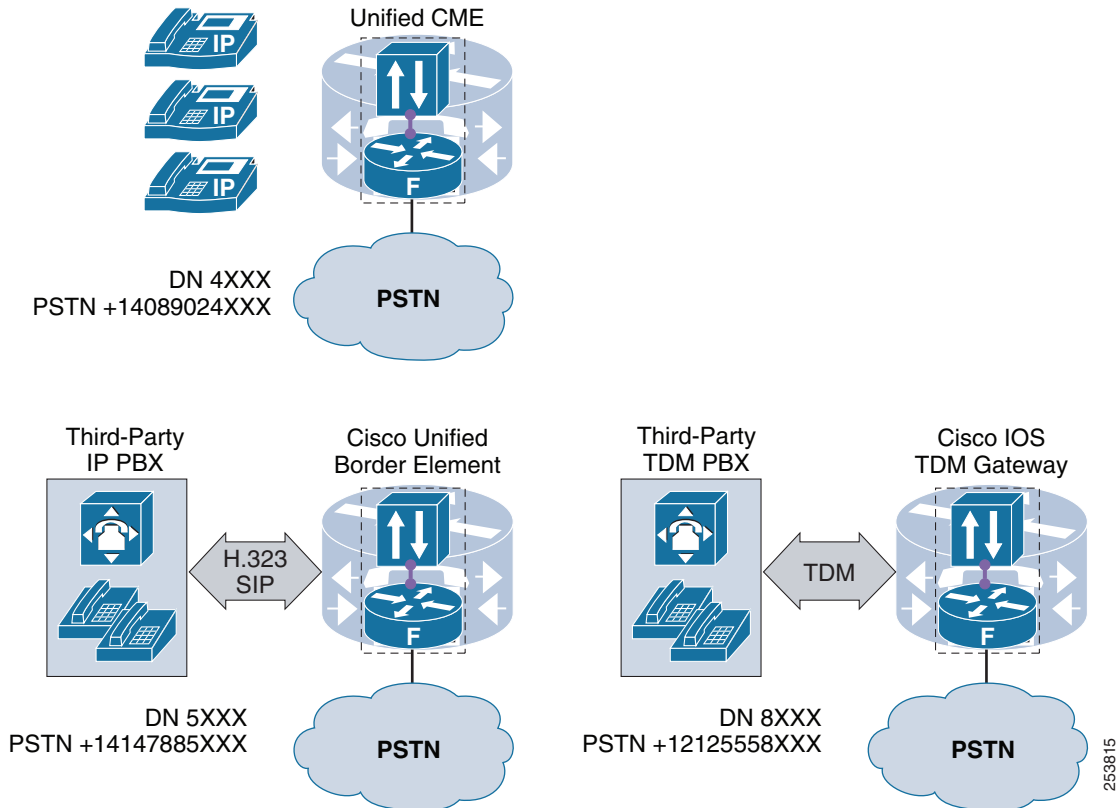 Unified CME
IP
IP
IP
F
DN 4XXX
PSTN +14089024XXX
PSTN
Third-Party
IP PBX
Cisco Unified
Border Element
H.323
SIP
F
DN 5XXX
PSTN +14147885XXX
PSTN
Third-Party
TDM PBX
Cisco IOS
TDM Gateway
TDM
F
DN 8XXX
PSTN +12125558XXX
PSTN
253815